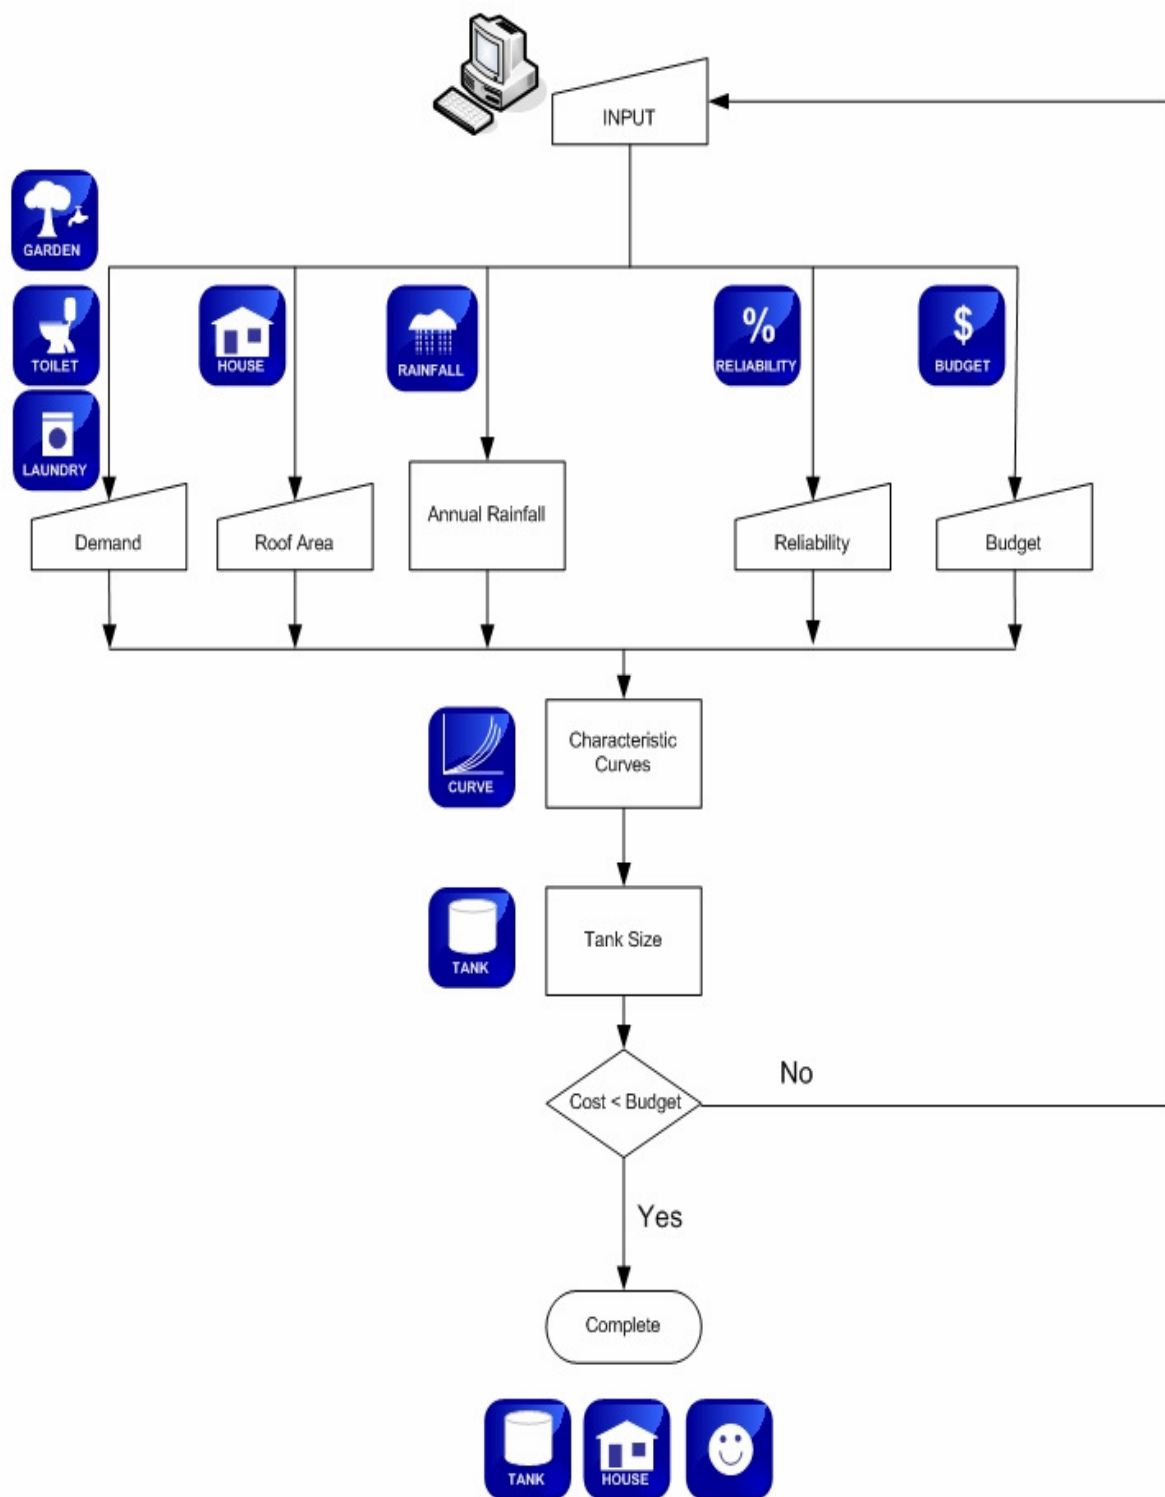 INPUT
GARDEN
TOILET
HOUSE
RAINFALL
%
RELIABILITY
$
BUDGET
LAUNDRY
Demand
Roof Area
Annual Rainfall
Reliability
Budget
CURVE
Characteristic
Curves
TANK
Tank Size
Cost < Budget
No
Yes
Complete
TANK
HOUSE